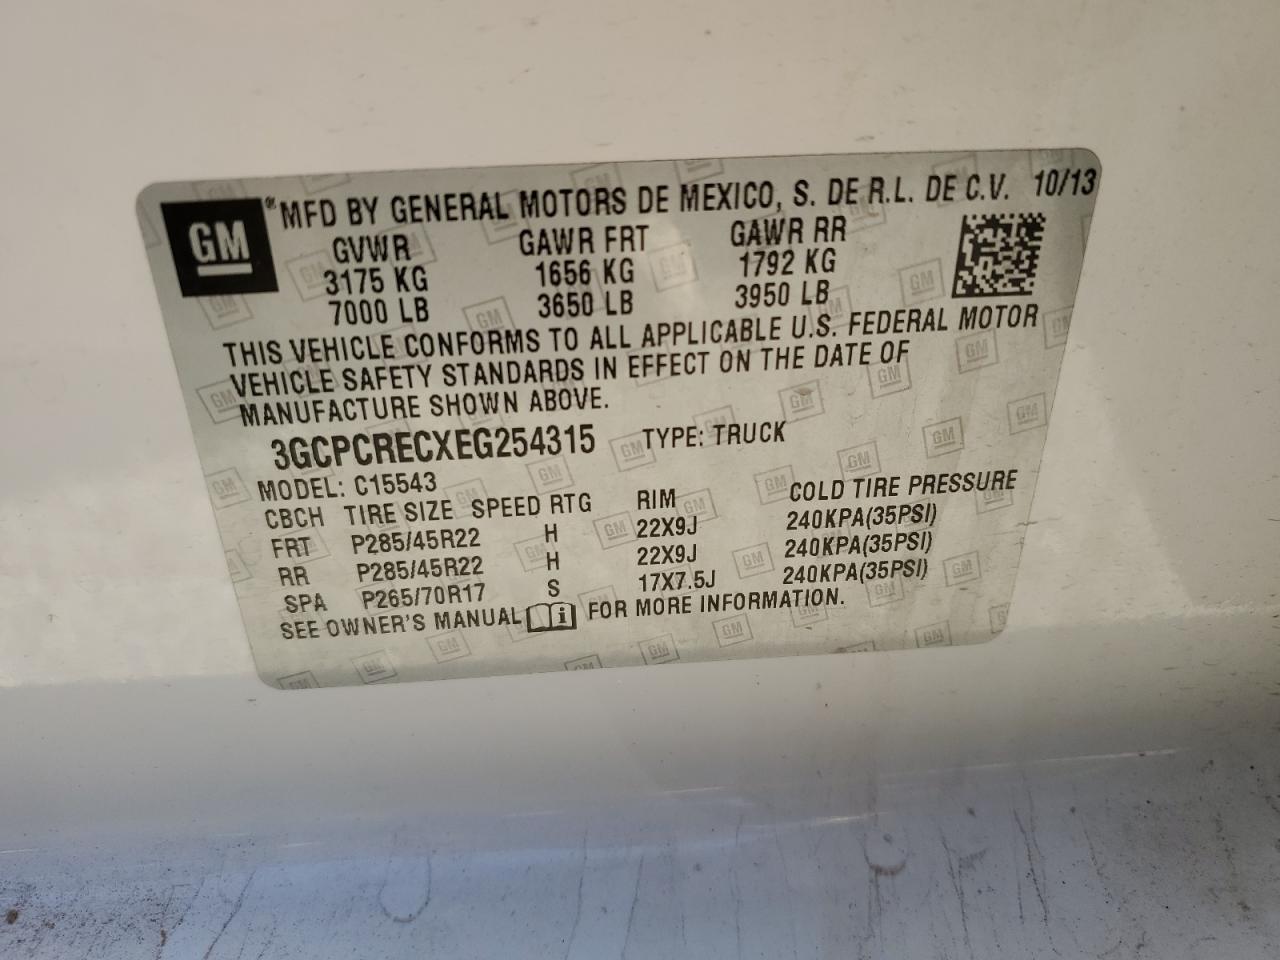 GM ® MFD BY GENERAL MOTORS DE MEXICO, S. DE R.L. DE C.V. 10/13
GVWR GAWR FRT GAWR RR
3175 KG 1656 KG 1792 KG
7000 LB 3650 LB 3950 LB
THIS VEHICLE CONFORMS TO ALL APPLICABLE U.S. FEDERAL MOTOR
VEHICLE SAFETY STANDARDS IN EFFECT ON THE DATE OF
MANUFACTURE SHOWN ABOVE.
3GCPCRECXEG254315 TYPE: TRUCK
MODEL: C15543
CBCH TIRE SIZE SPEED RTG RIM COLD TIRE PRESSURE
FRT P285/45R22 H 22X9J 240KPA(35PSI)
RR P285/45R22 H 22X9J 240KPA(35PSI)
SPA P265/70R17 S 17X7.5J 240KPA(35PSI)
SEE OWNER'S MANUAL i FOR MORE INFORMATION.